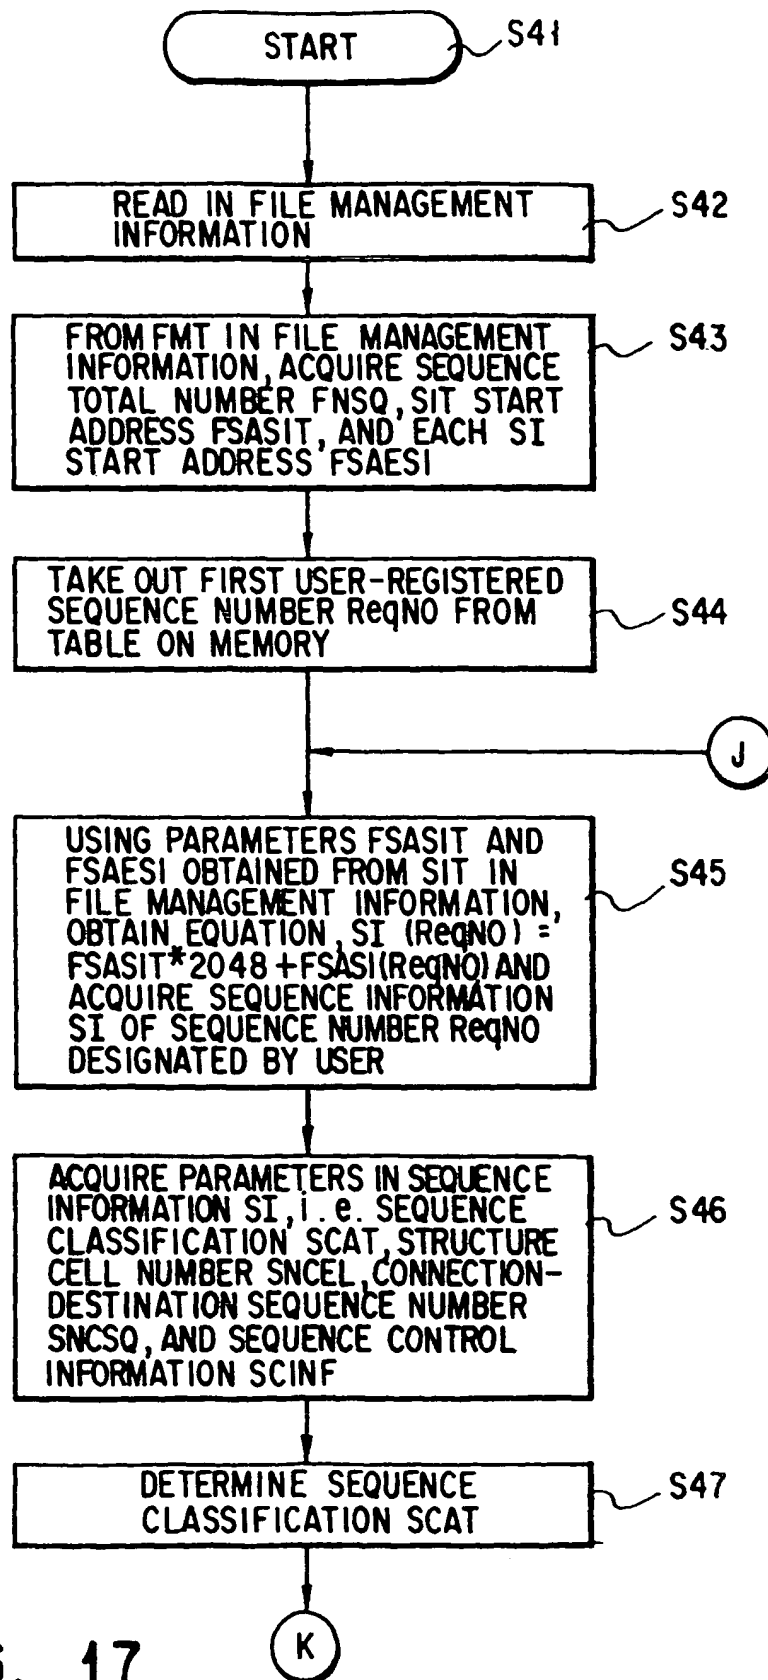 START
S41
READ IN FILE MANAGEMENT
INFORMATION
S42
FROM FMT IN FILE MANAGEMENT
INFORMATION, ACQUIRE SEQUENCE
TOTAL NUMBER FNSQ, SIT START
ADDRESS FSASIT, AND EACH SI
START ADDRESS FSAESI
S43
TAKE OUT FIRST USER-REGISTERED
SEQUENCE NUMBER ReqNO FROM
TABLE ON MEMORY
S44
J
USING PARAMETERS FSASIT AND
FSAESI OBTAINED FROM SIT IN
FILE MANAGEMENT INFORMATION,
OBTAIN EQUATION, SI (ReqNO) =
FSASIT*2048+FSASI(ReqNO) AND
ACQUIRE SEQUENCE INFORMATION
SI OF SEQUENCE NUMBER ReqNO
DESIGNATED BY USER
S45
ACQUIRE PARAMETERS IN SEQUENCE
INFORMATION SI, i.e. SEQUENCE
CLASSIFICATION SCAT, STRUCTURE
CELL NUMBER SNCEL, CONNECTION-
DESTINATION SEQUENCE NUMBER
SNCSQ, AND SEQUENCE CONTROL
INFORMATION SCINF
S46
DETERMINE SEQUENCE
CLASSIFICATION SCAT
S47
K
17